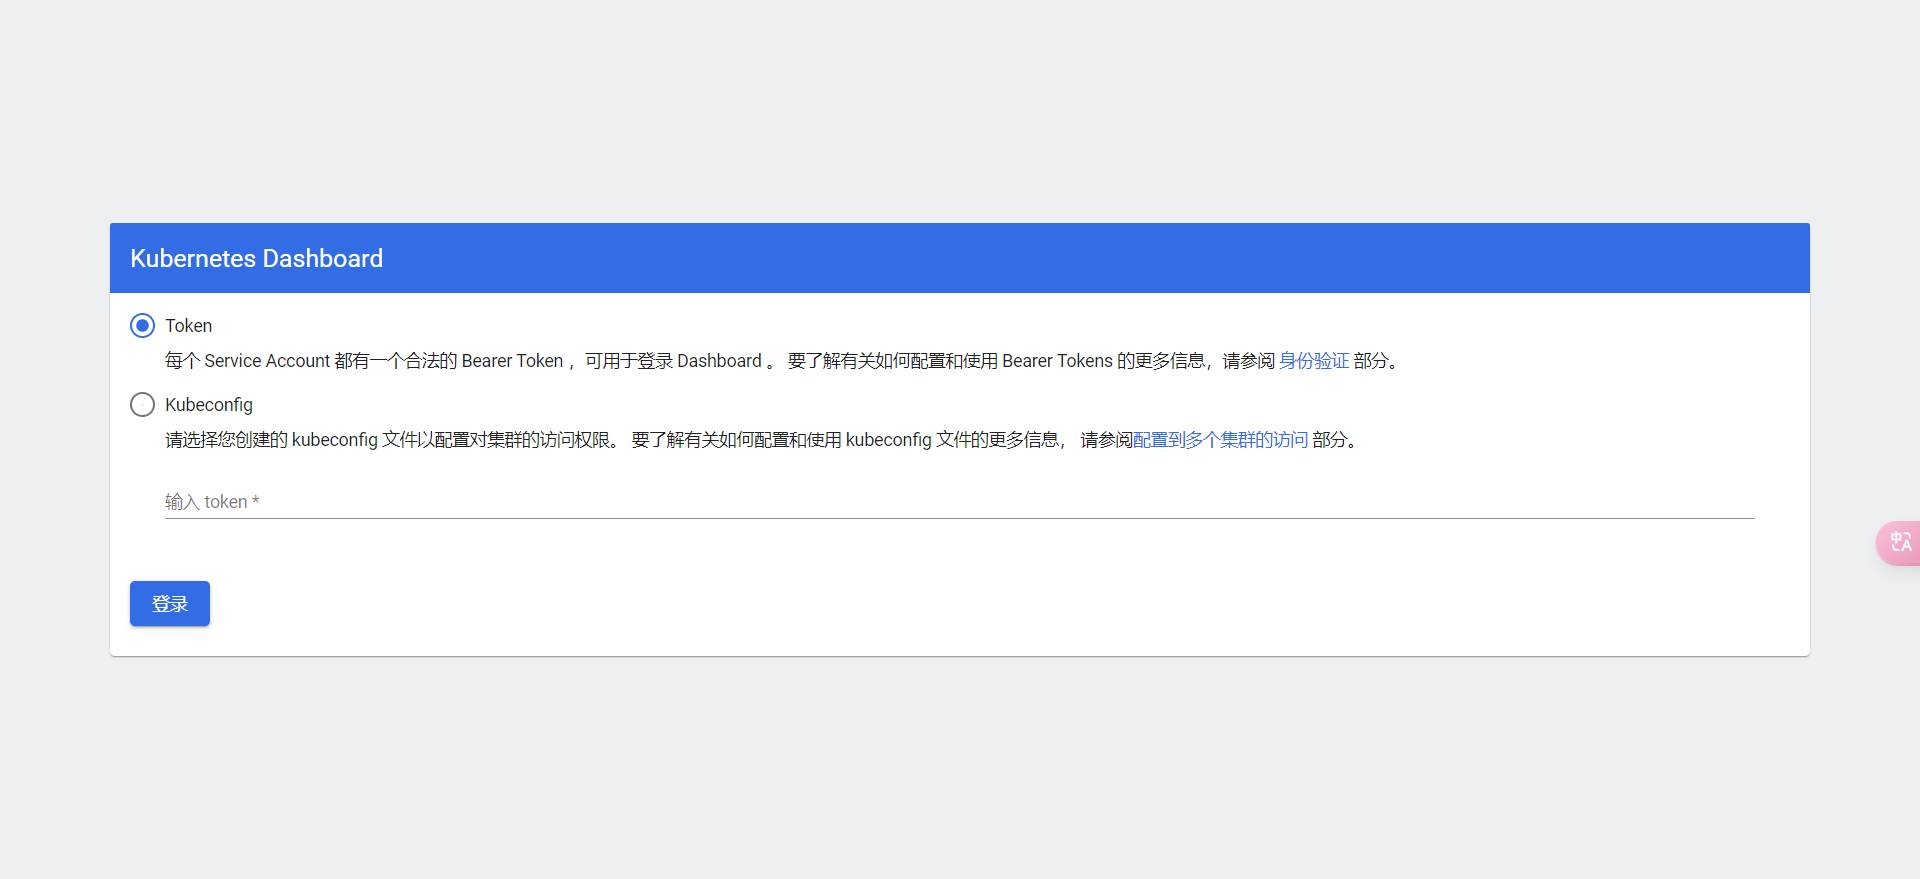 Kubernetes Dashboard
Token
每个 Service Account 都有一个合法的 Bearer Token ，可用于登录 Dashboard 。 要了解有关如何配置和使用 Bearer Tokens 的更多信息，请参阅 身份验证 部分。
Kubeconfig
请选择您创建的 kubeconfig 文件以配置对集群的访问权限。 要了解有关如何配置和使用 kubeconfig 文件的更多信息， 请参阅配置到多个集群的访问 部分。
输入 token *
中A
登录